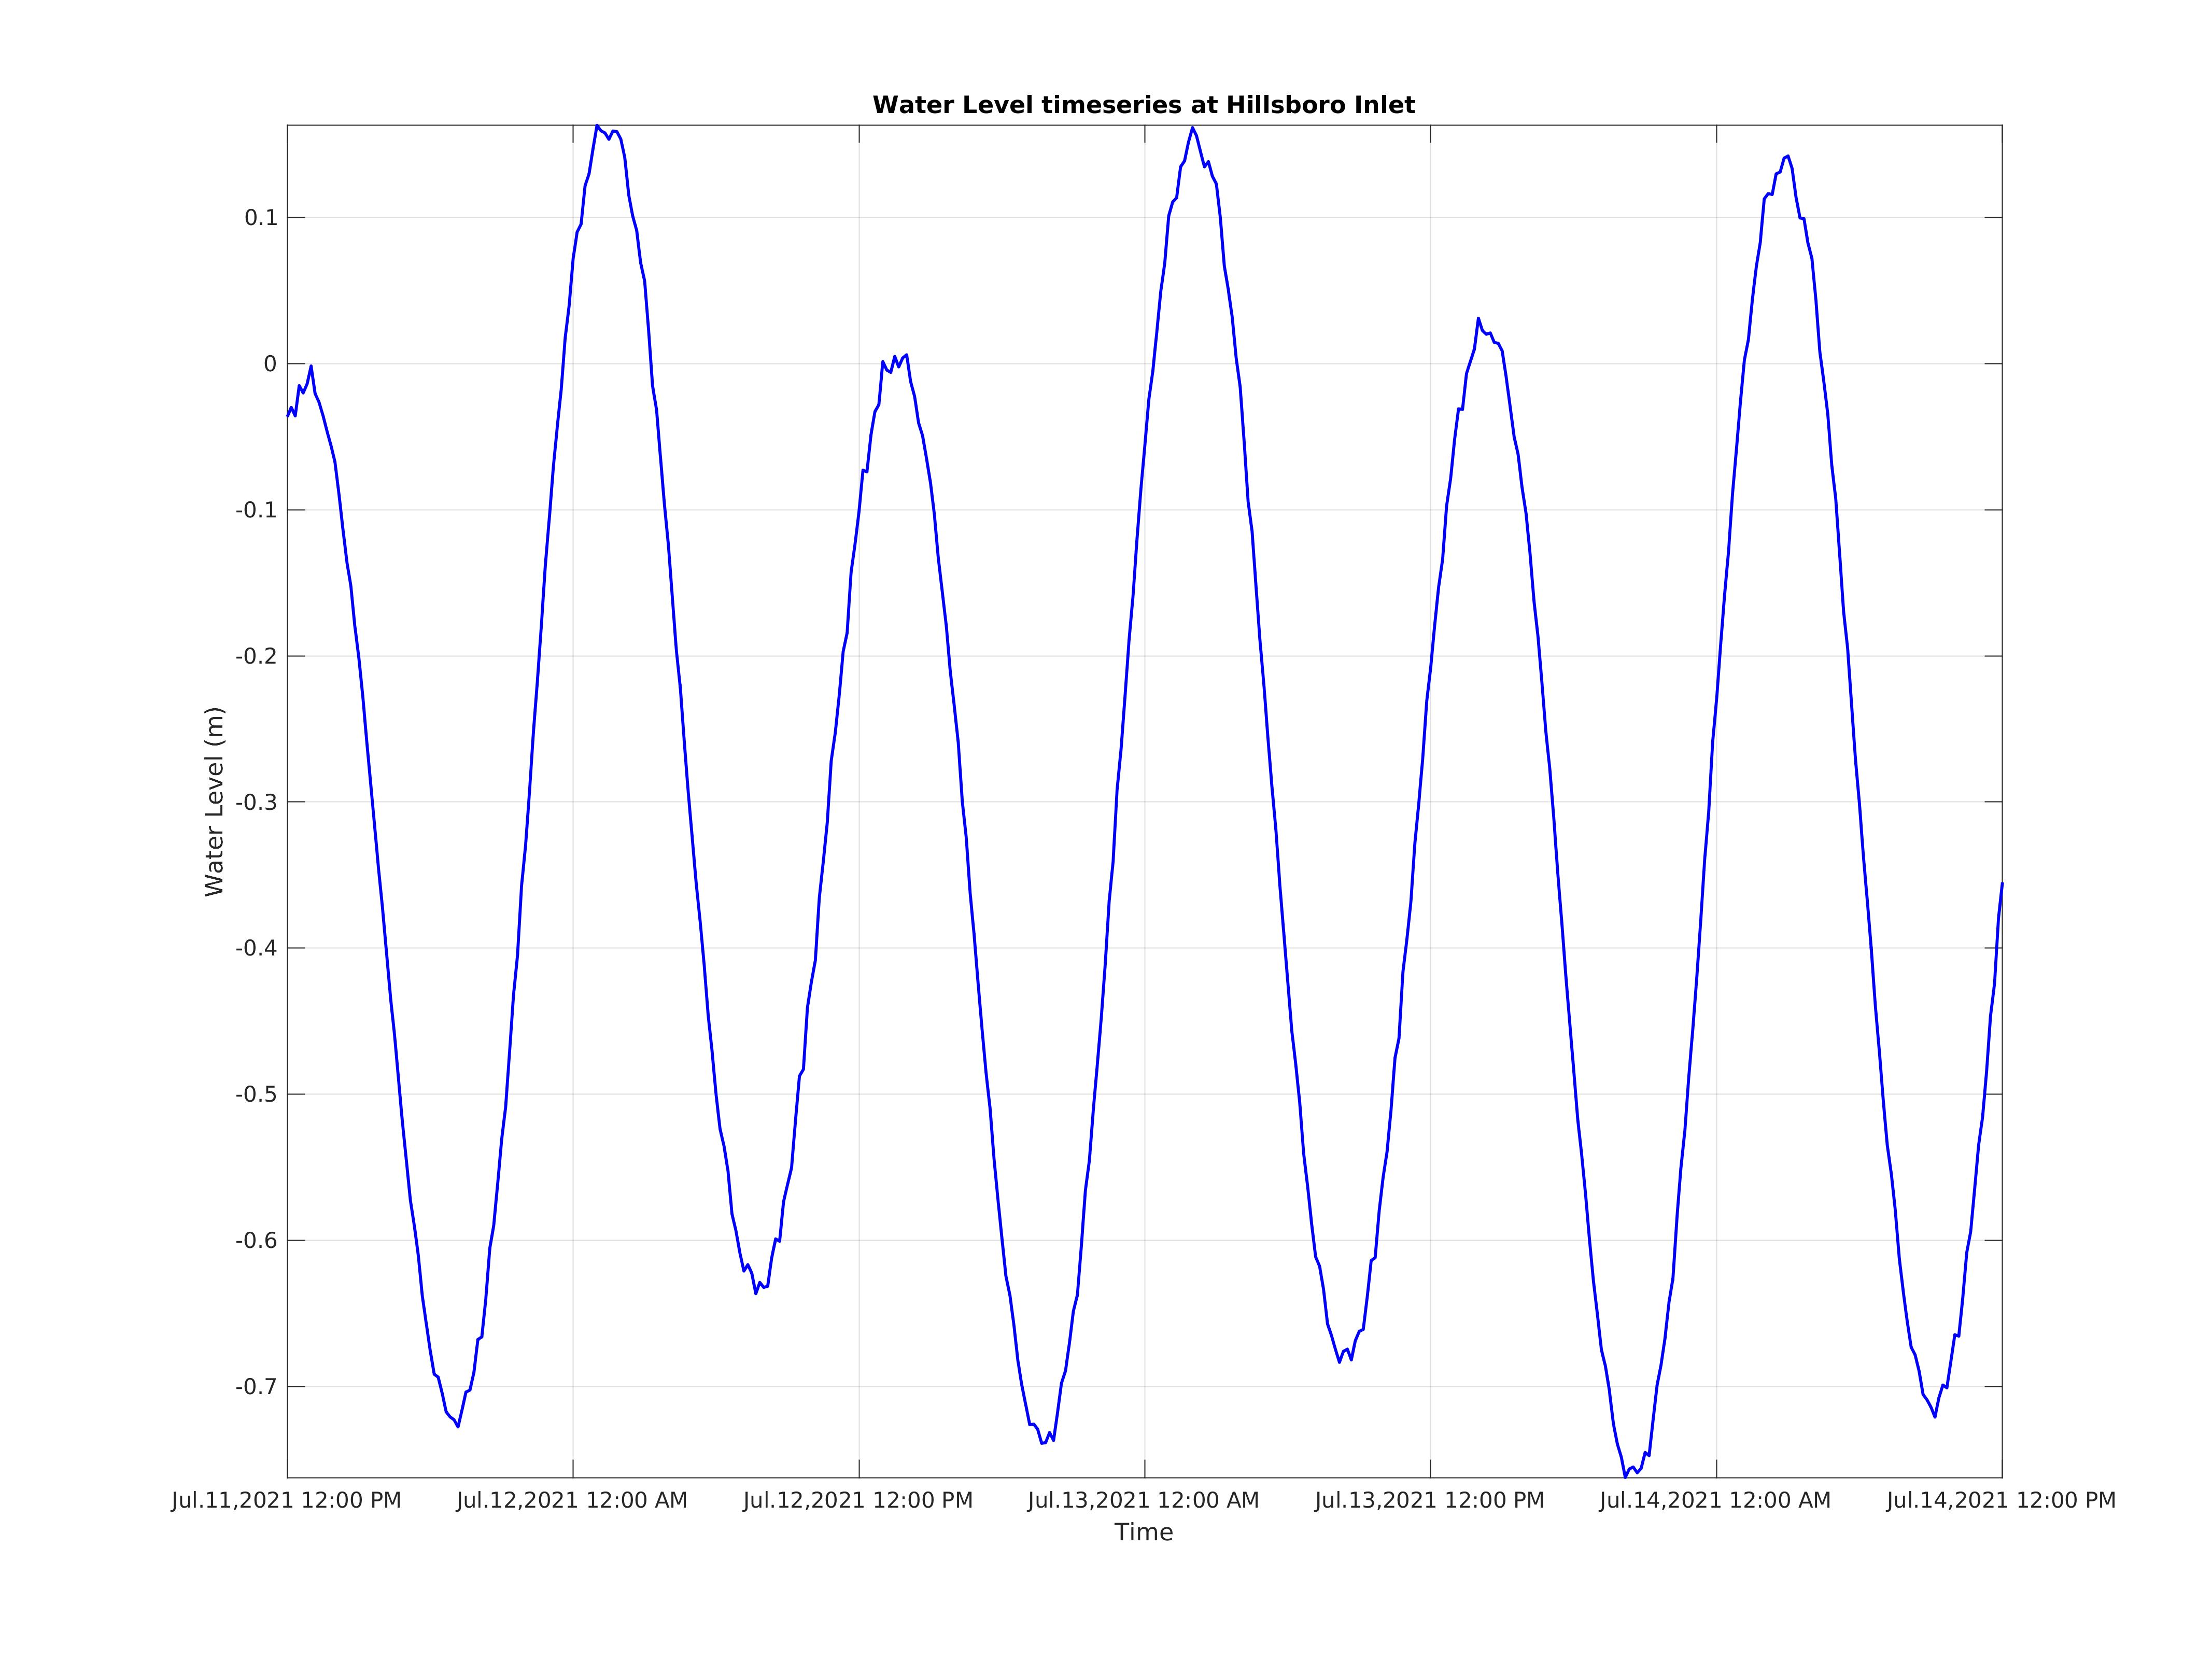 Water Level timeseries at Hillsboro Inlet
0.1
0
-0.1
-0.2
-0.3
-0.4
-0.5
-0.6
-0.7
Water Level (m)
Jul.11,2021 12:00 PM
Jul.12,2021 12:00 AM
Jul.12,2021 12:00 PM
Jul.13,2021 12:00 AM
Jul.13,2021 12:00 PM
Jul.14,2021 12:00 AM
Jul.14,2021 12:00 PM
Time